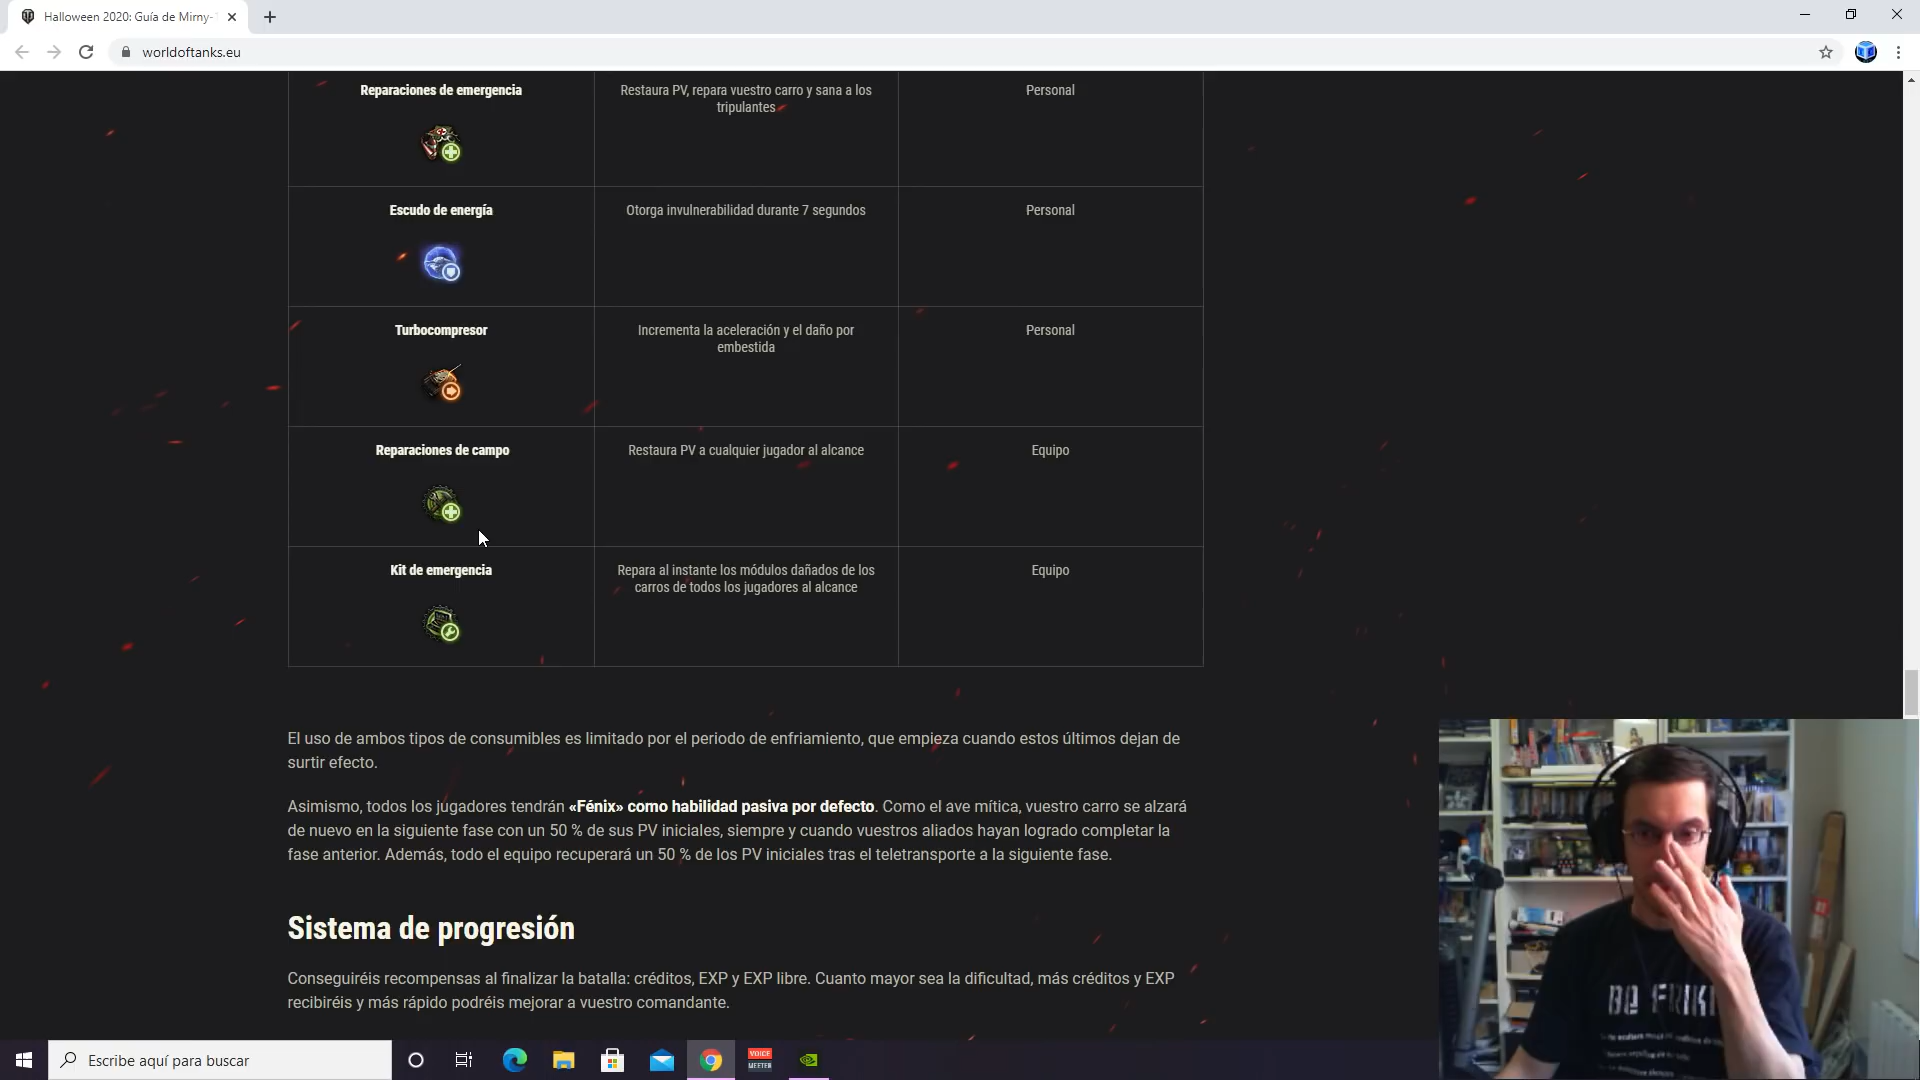 Halloween 2020: Guía de Mirny-
worldoftanks.eu
Reparaciones de emergencia
Restaura PV, repara vuestro carro y sana a los
tripulantes
Personal
Escudo de energía
Otorga invulnerabilidad durante 7 segundos
Personal
Turbocompresor
Incrementa la aceleración y el daño por
embestida
Personal
Reparaciones de campo
Restaura PV a cualquier jugador al alcance
Equipo
Kit de emergencia
Repara al instante los módulos dañados de los
carros de todos los jugadores al alcance
Equipo
El uso de ambos tipos de consumibles es limitado por el periodo de enfriamiento, que empieza cuando estos últimos dejan de
surtir efecto.
Asimismo, todos los jugadores tendrán «Fénix» como habilidad pasiva por defecto. Como el ave mítica, vuestro carro se alzará
de nuevo en la siguiente fase con un 50 % de sus PV iniciales, siempre y cuando vuestros aliados hayan logrado completar la
fase anterior. Además, todo el equipo recuperará un 50 % de los PV iniciales tras el teletransporte a la siguiente fase.
Sistema de progresión
Conseguiréis recompensas al finalizar la batalla: créditos, EXP y EXP libre. Cuanto mayor sea la dificultad, más créditos y EXP
recibiréis y más rápido podréis mejorar a vuestro comandante.
BE FRIKI
Escribe aquí para buscar
VOICE
MEETER